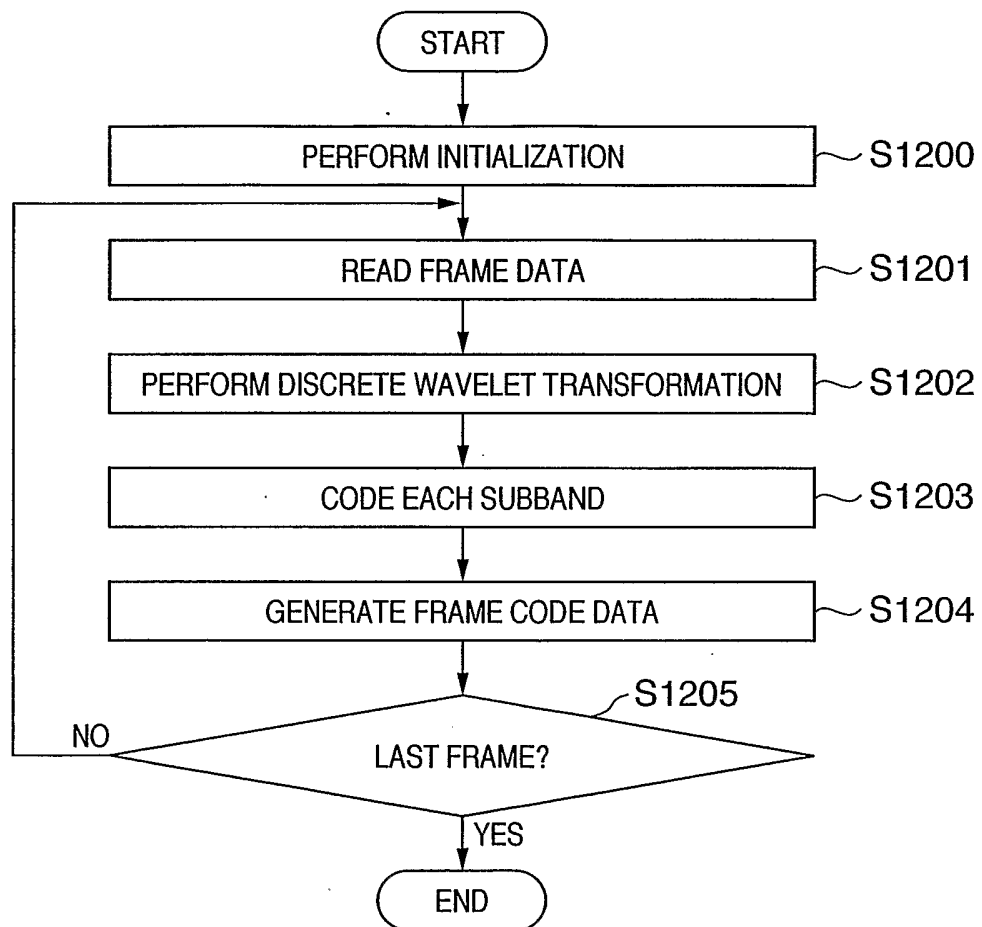 START
PERFORM INITIALIZATION S1200
READ FRAME DATA S1201
PERFORM DISCRETE WAVELET TRANSFORMATION S1202
CODE EACH SUBBAND S1203
GENERATE FRAME CODE DATA S1204
S1205
NO
LAST FRAME?
YES
END